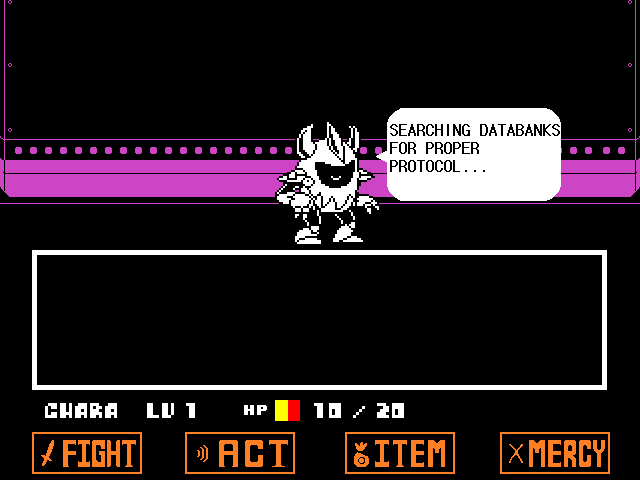 SEARCHING DATABANKS
FOR PROPER
PROTOCOL...
CHARA LV 1 HP 10 / 20
FIGHT ACT ITEM MERCY